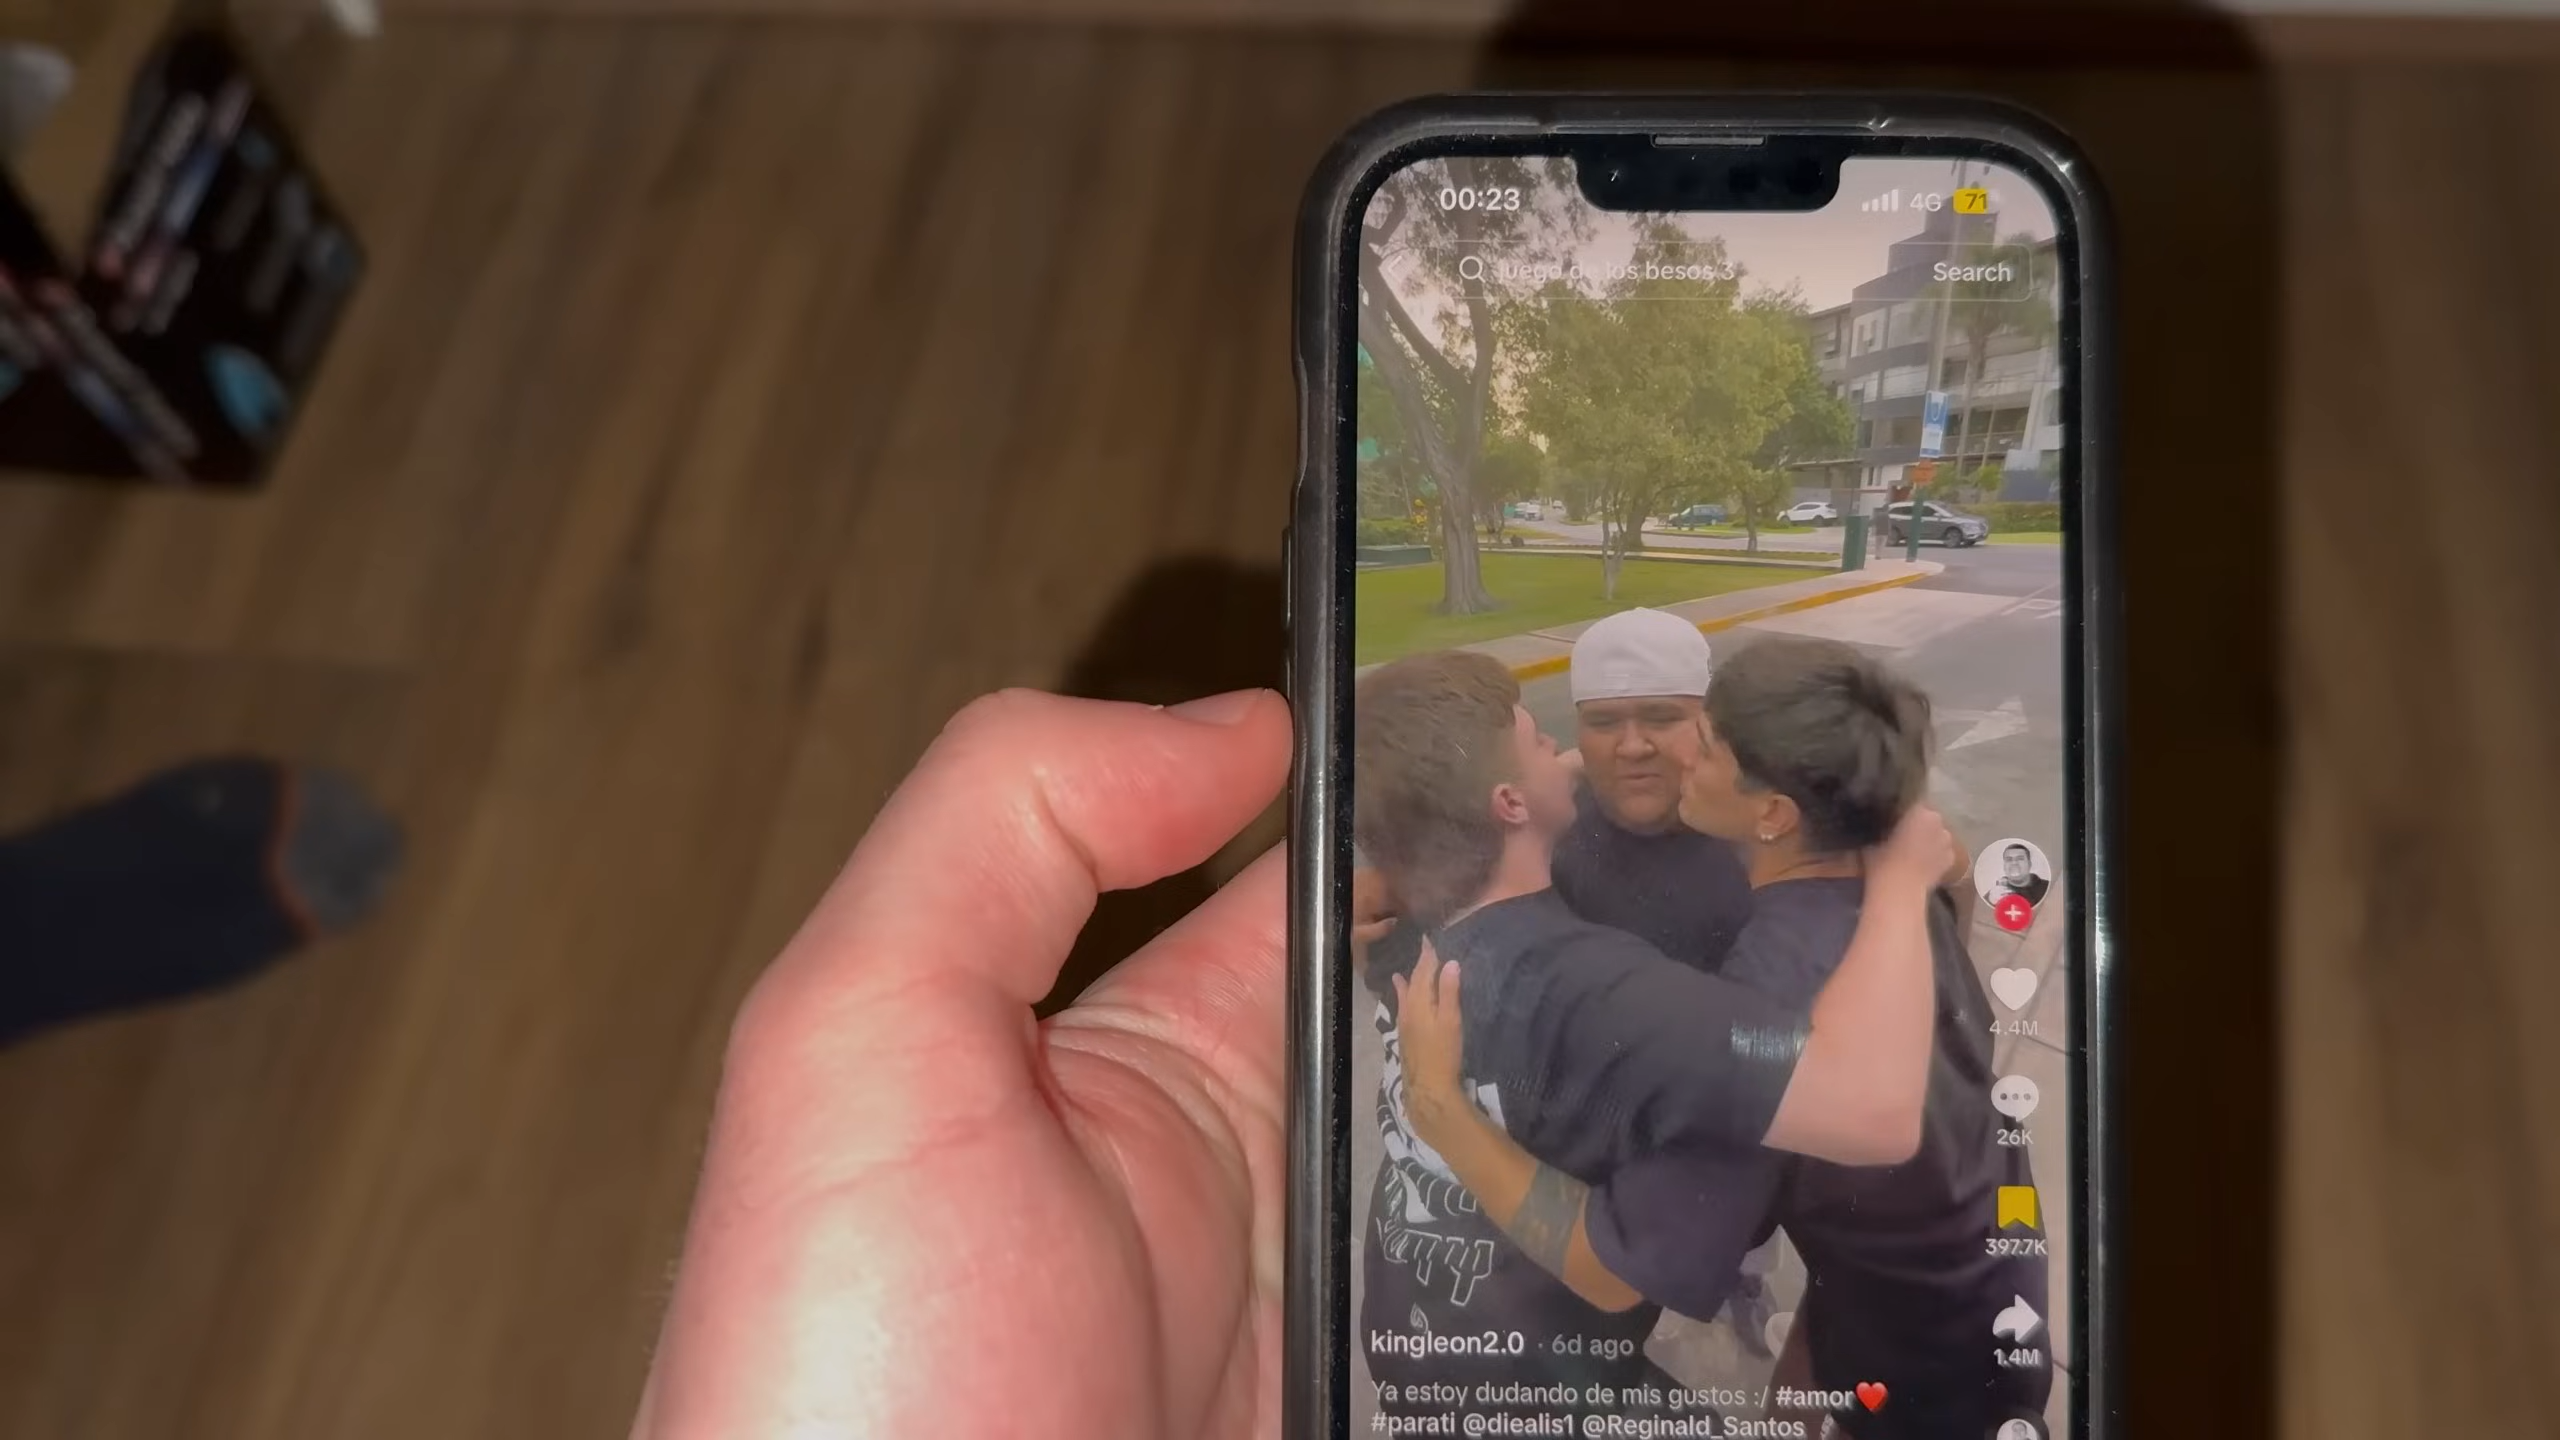 00:23
4G 71
juego de los besos 3
Search
4.4M
26K
397.7K
1.4M
kingleon2.0 · 6d ago
Ya estoy dudando de mis gustos :/ #amor❤️
#parati @diealis1 @Reginald_Santos